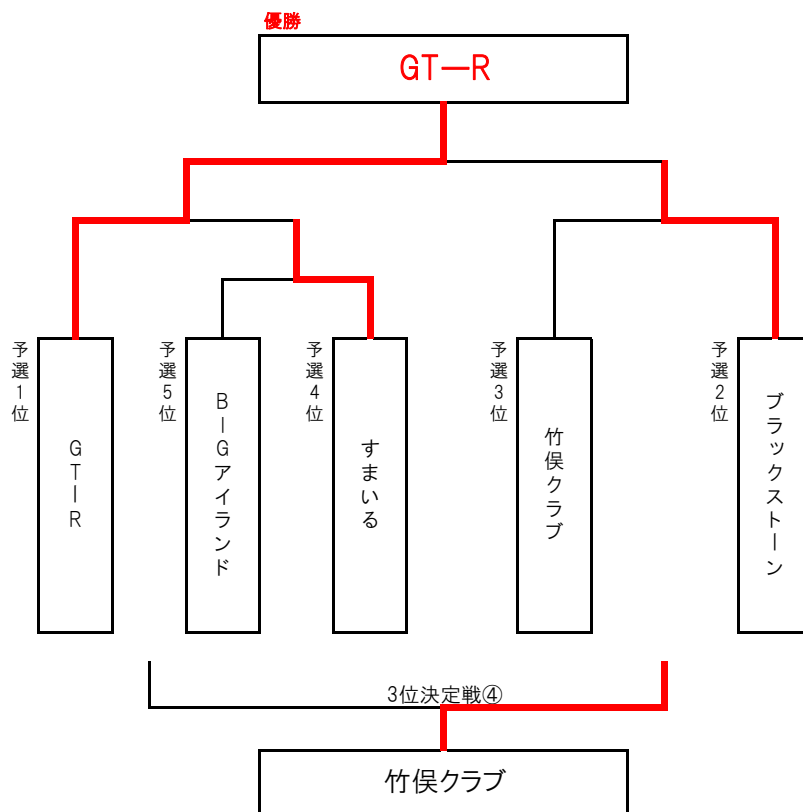 優勝
GT―R
予選1位
GT―R
予選5位
BIGアイランド
予選4位
すまいる
予選3位
竹俣クラブ
予選2位
ブラックストーン
3位決定戦④
竹俣クラブ